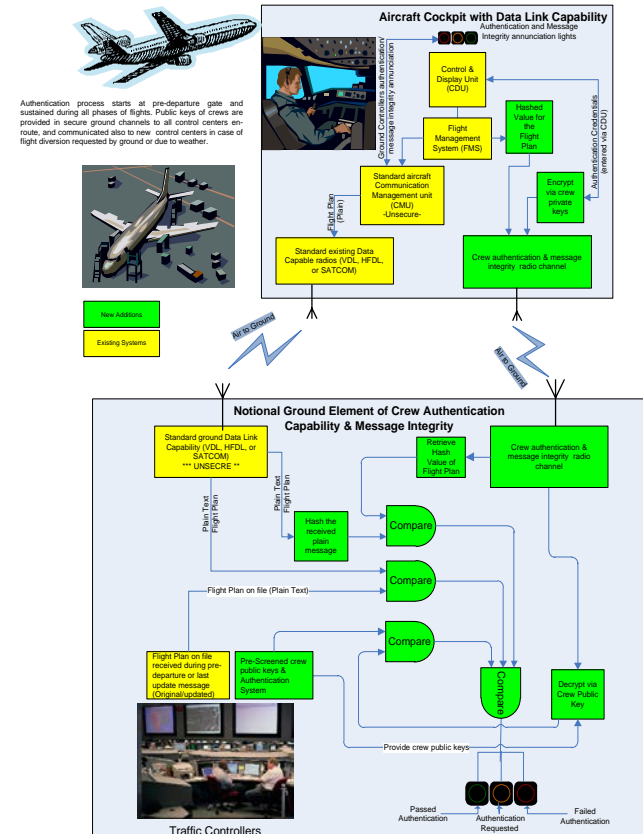 Aircraft Cockpit with Data Link Capability
Authentication and Message
Integrity annunciation lights
Authentication process starts at pre-departure gate and
sustained during all phases of flights. Public keys of crews are
provided in secure ground channels to all control centers en-
route, and communicated also to new control centers in case of
flight diversion requested by ground or due to weather.
Ground Controllers authentication/
message integrity annunciation
Control &
Display Unit
(CDU)
Flight
Management
System (FMS)
Hashed
Value for
the
Flight
Plan
Authentication Credentials
(entered via CDU)
Encrypt
via crew
private
keys
Standard aircraft
Communication
Management unit
(CMU)
-Unsecure-
Flight Plan
(Plain)
Standard existing Data
Capable radios (VDL, HFDL,
or SATCOM)
Crew authentication & message
integrity radio channel
New Additions
Existing Systems
Air to Ground
Air to Ground
Notional Ground Element of Crew Authentication
Capability & Message Integrity
Standard ground Data Link
Capability (VDL, HFDL, or
SATCOM)
*** UNSECRE **
Retrieve
Hash
Value of
Flight Plan
Crew authentication &
message integrity radio
channel
Plain Text
Flight Plan
Plain Text
Flight Plan
Hash the
received
plain
message
Compare
Compare
Flight Plan on file (Plain Text)
Compare
Flight Plan on file
received during pre-
departure or last
update message
(Original/updated)
Pre-Screened crew
public keys &
Authentication
System
Compare
Decrypt via
Crew Public
Key
Provide crew public keys
Passed
Authentication
Authentication
Requested
Failed
Authentication
Traffic Controllers